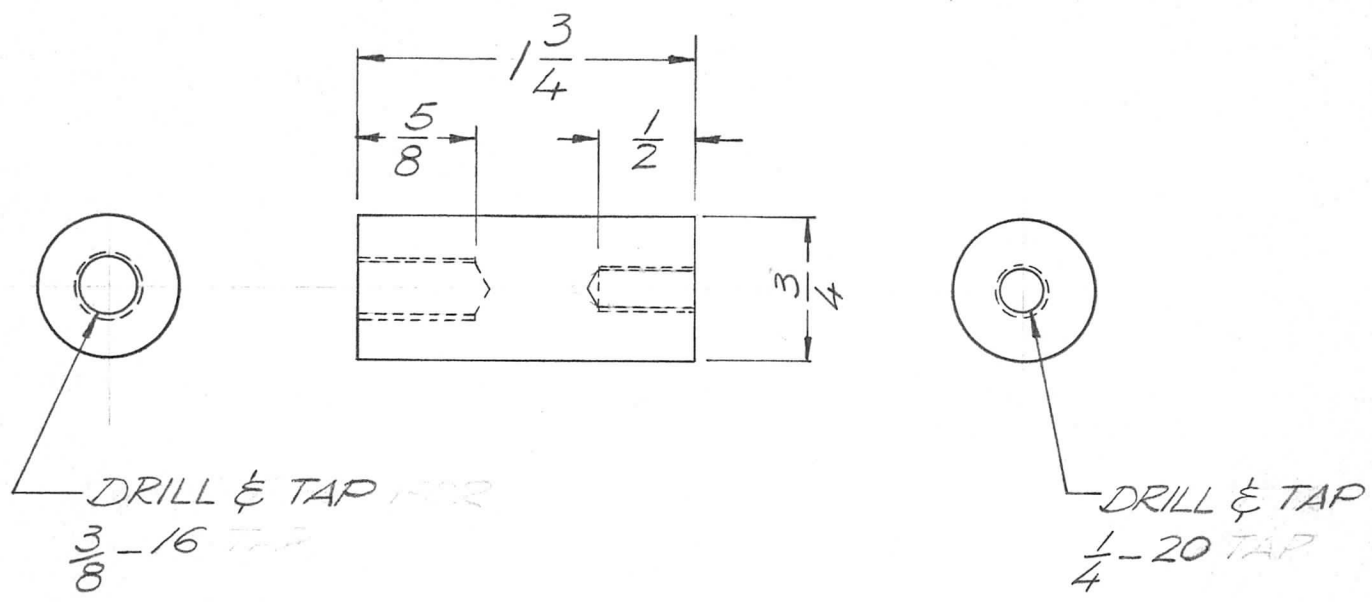 1 3/4
5/8
1/2
3/4
DRILL & TAP
3/8 - 16
DRILL & TAP
1/4 - 20 TAP